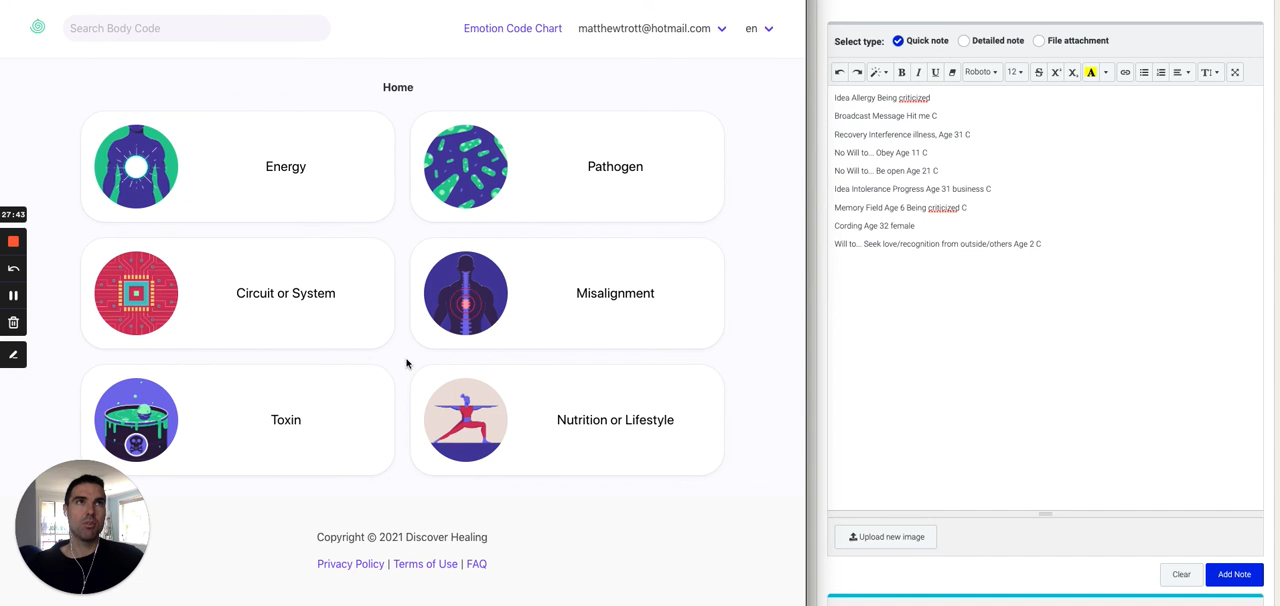 Search Body Code
Emotion Code Chart
matthewtrott@hotmail.com
en
Home
Energy
Pathogen
Circuit or System
Misalignment
Toxin
Nutrition or Lifestyle
Copyright © 2021 Discover Healing
Privacy Policy | Terms of Use | FAQ
27:43
Select type: Quick note Detailed note File attachment
B I U Roboto 12 S X X A T
Idea Allergy Being criticized
Broadcast Message Hit me C
Recovery Interference illness, Age 31 C
No Will to... Obey Age 11 C
No Will to... Be open Age 21 C
Idea Intolerance Progress Age 31 business C
Memory Field Age 6 Being criticized C
Cording Age 32 female
Will to... Seek love/recognition from outside/others Age 2 C
Upload new image
Clear Add Note